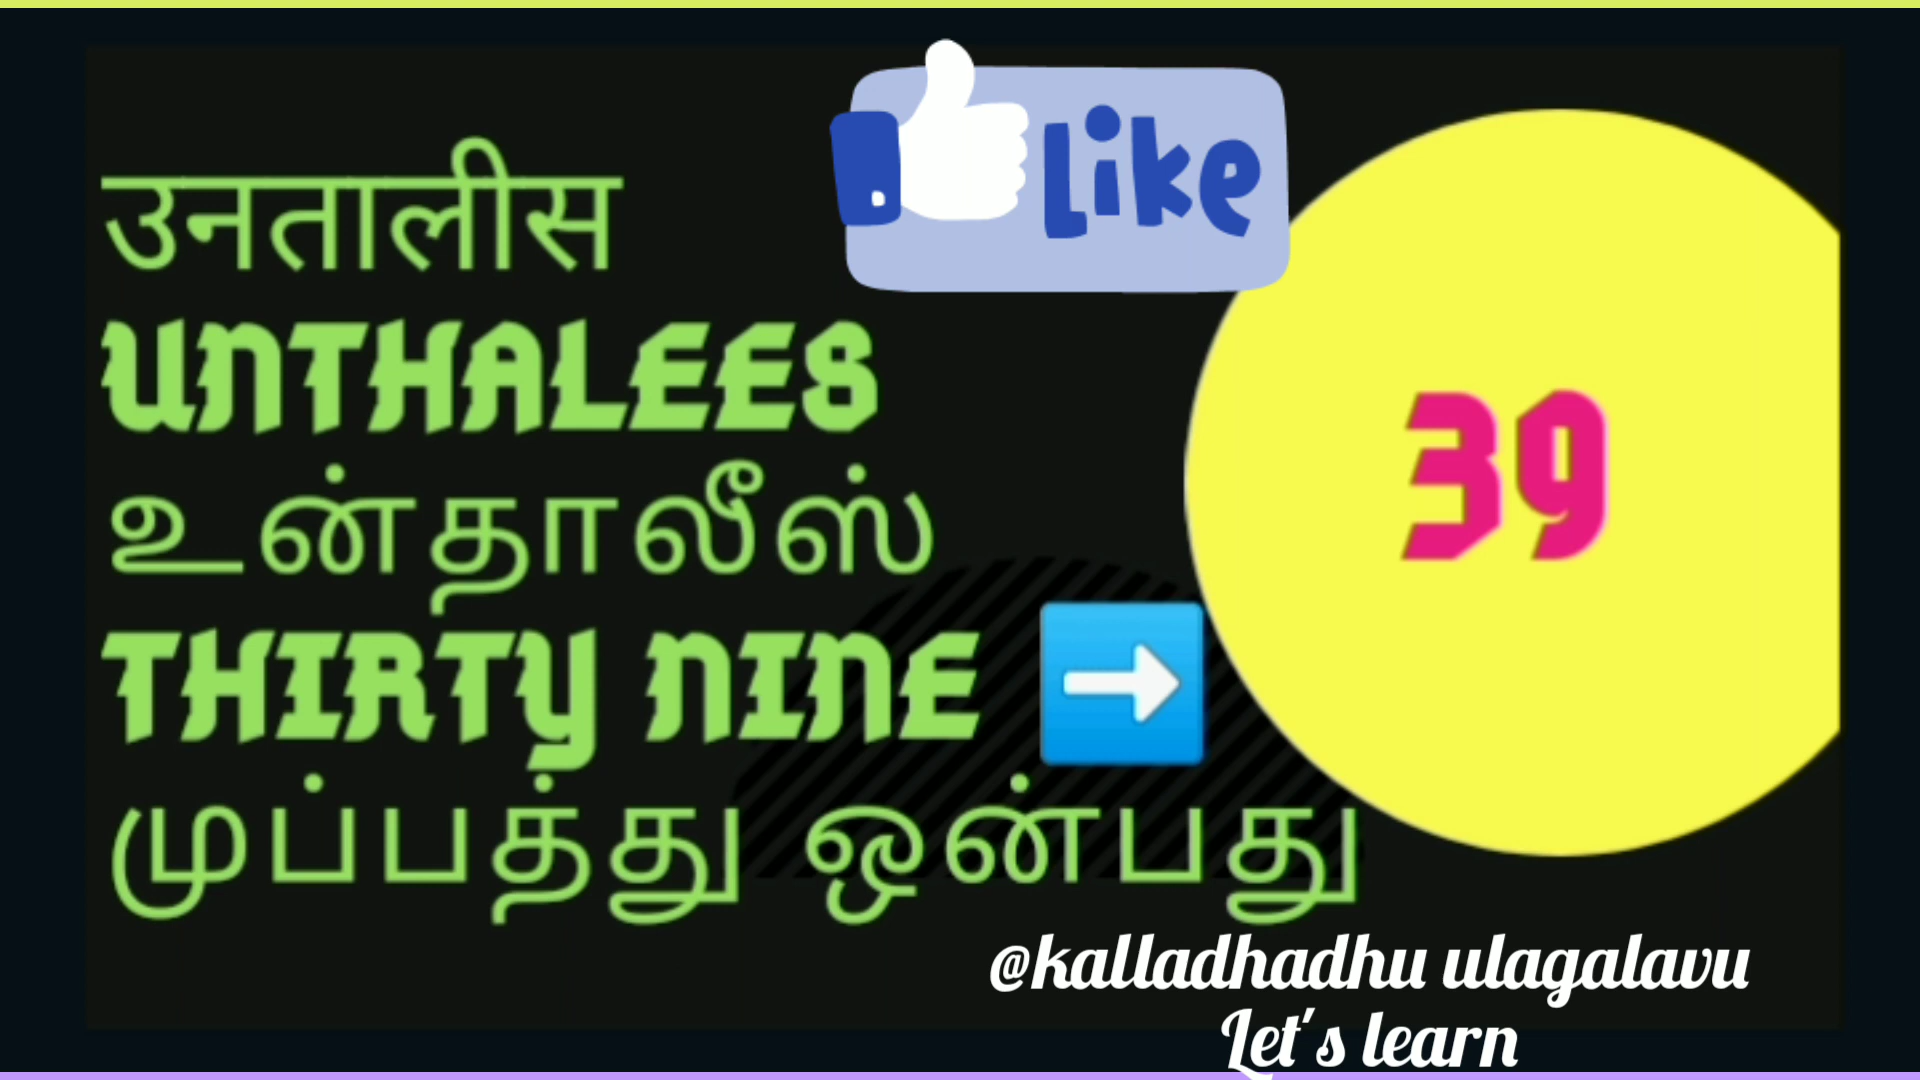 Like
उनतालीस
UNTHALEES
உன்தாலீஸ்
THIRTY NINE ➡
முப்பத்து ஒன்பது
39
@kalladhadhu ulagalavu
Let's learn